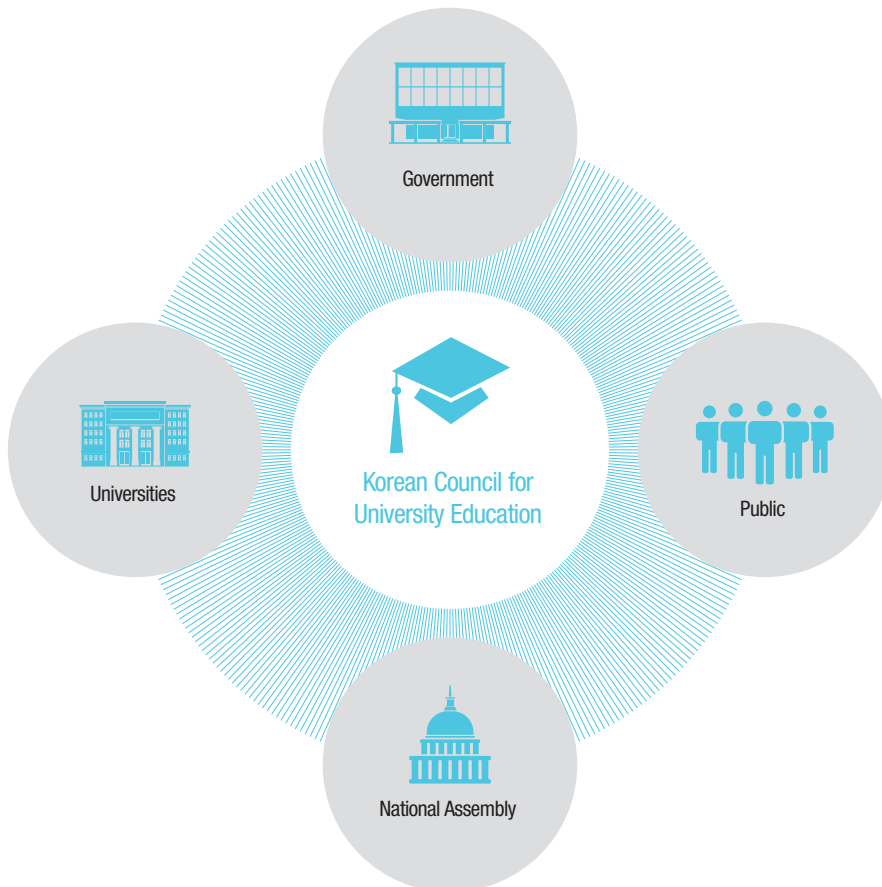 Government
Universities
Korean Council for
University Education
Public
National Assembly